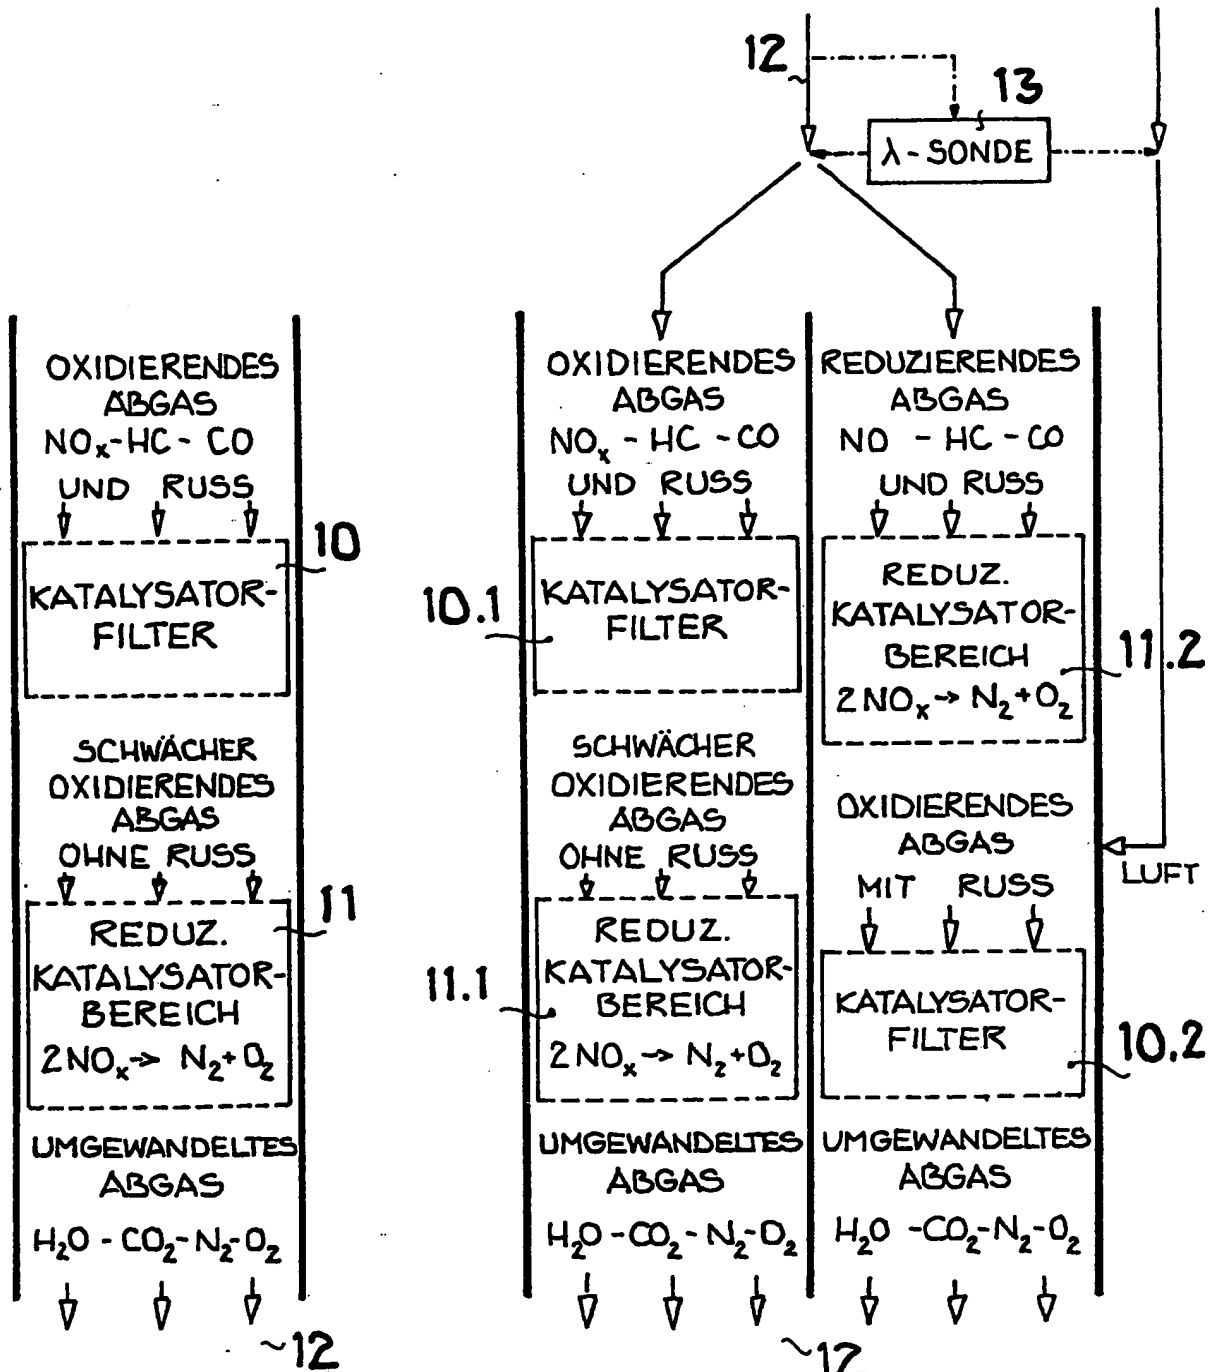 12
13
λ-SONDE
OXIDIERENDES
ABGAS
NOx-HC-CO
UND RUSS
10
KATALYSATOR-
FILTER
SCHWÄCHER
OXIDIERENDES
ABGAS
OHNE RUSS
11
REDUZ.
KATALYSATOR-
BEREICH
2NOx→ N2+O2
UMGEWANDELTES
ABGAS
H2O-CO2-N2-O2
12
OXIDIERENDES
ABGAS
NOx-HC-CO
UND RUSS
10.1
KATALYSATOR-
FILTER
SCHWÄCHER
OXIDIERENDES
ABGAS
OHNE RUSS
11.1
REDUZ.
KATALYSATOR-
BEREICH
2NOx→ N2+O2
UMGEWANDELTES
ABGAS
H2O-CO2-N2-O2
12
REDUZIERENDES
ABGAS
NO-HC-CO
UND RUSS
REDUZ.
KATALYSATOR-
BEREICH
11.2
2NOx→ N2+O2
OXIDIERENDES
ABGAS
LUFT
MIT RUSS
KATALYSATOR-
FILTER
10.2
UMGEWANDELTES
ABGAS
H2O-CO2-N2-O2